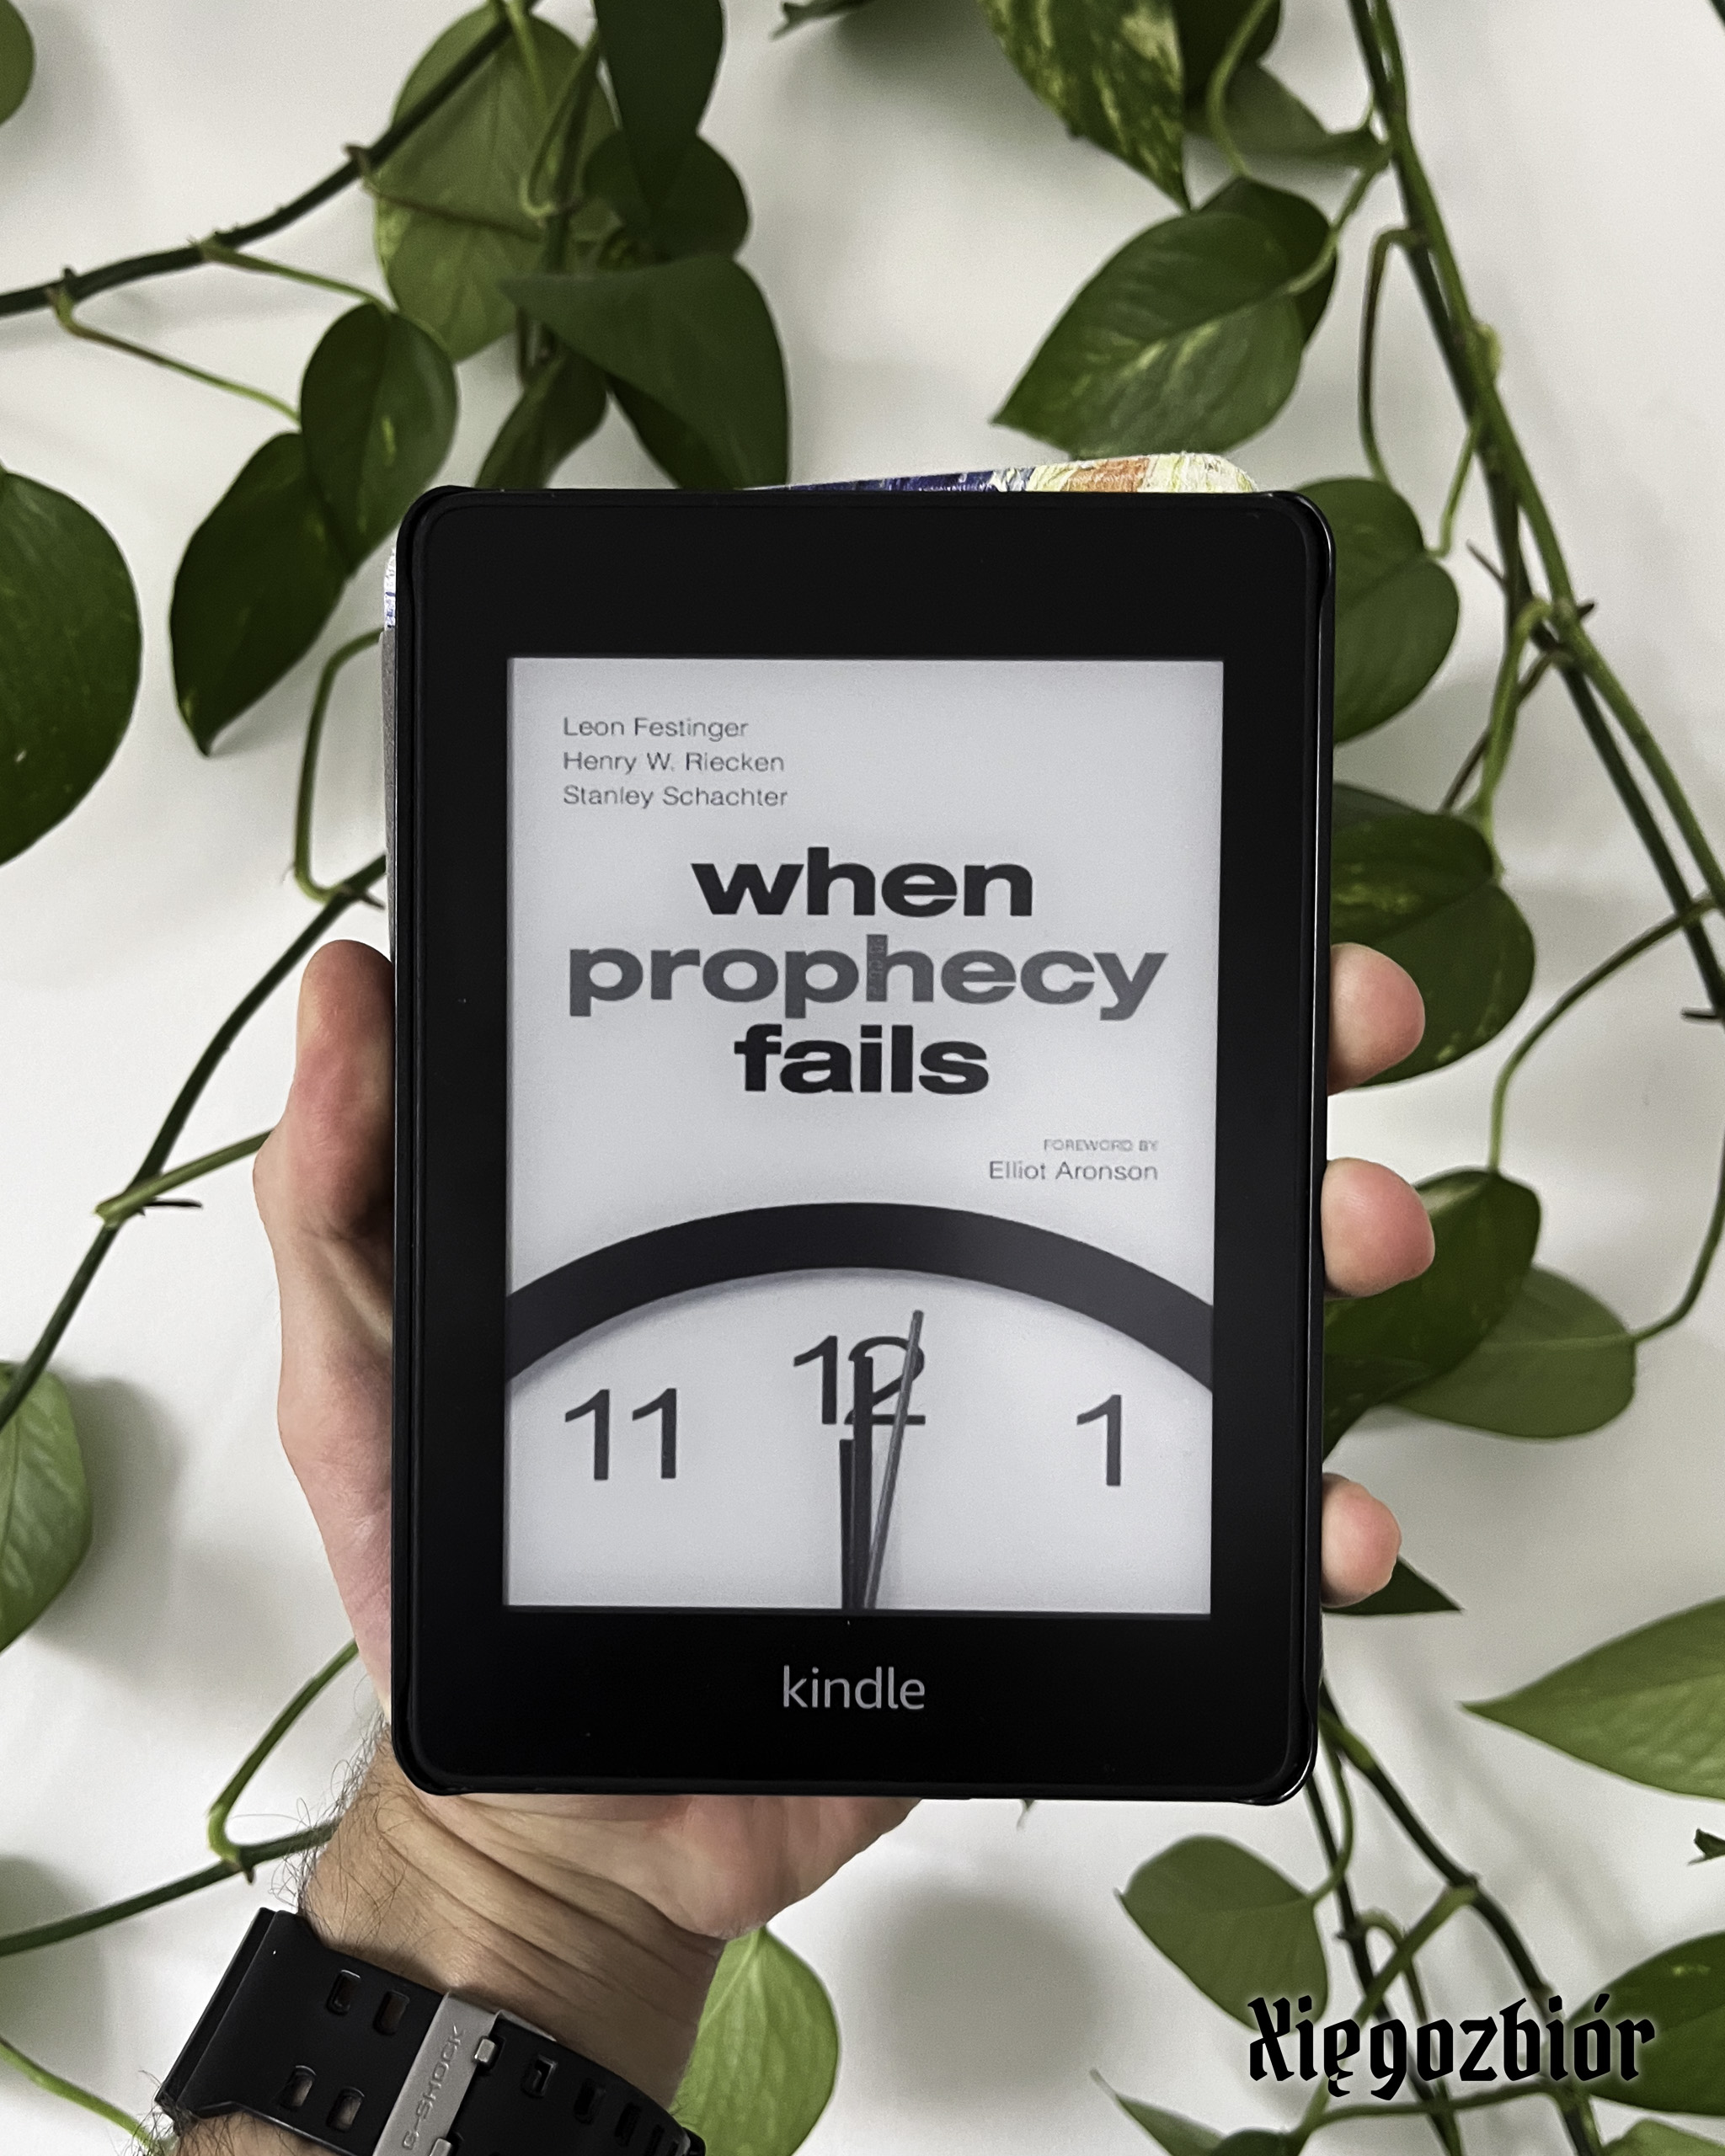 Leon Festinger
Henry W. Riecken
Stanley Schachter
when
prophecy
fails
FOREWORD BY
Elliot Aronson
11
12
1
kindle
G-SHOCK
Xięgozbiór